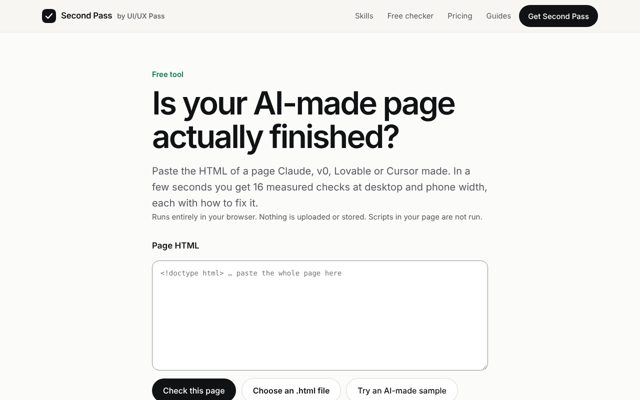 Second Pass by UI/UX Pass
Skills Free checker Pricing Guides Get Second Pass
Free tool
Is your AI-made page
actually finished?
Paste the HTML of a page Claude, v0, Lovable or Cursor made. In a
few seconds you get 16 measured checks at desktop and phone width,
each with how to fix it.
Runs entirely in your browser. Nothing is uploaded or stored. Scripts in your page are not run.
Page HTML
<!doctype html> … paste the whole page here
Check this page Choose an .html file Try an AI-made sample